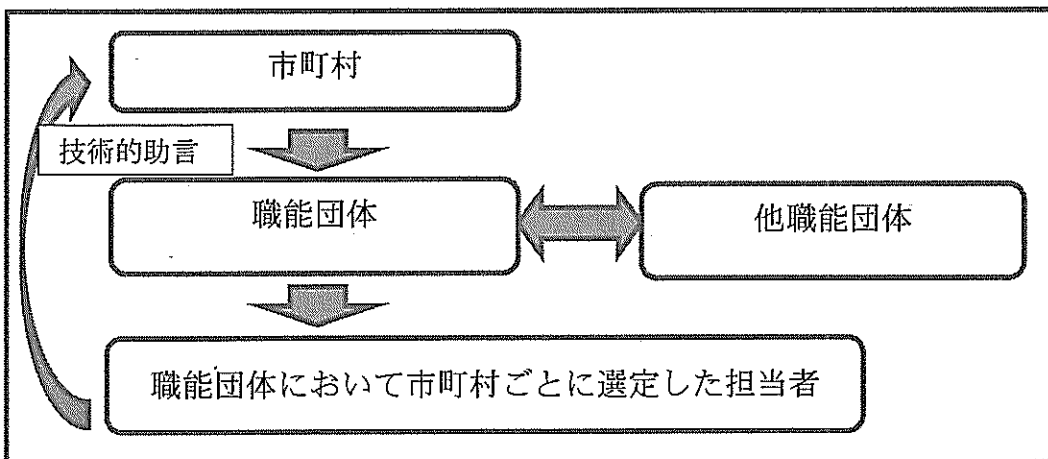 市町村
技術的助言
職能団体
他職能団体
職能団体において市町村ごとに選定した担当者